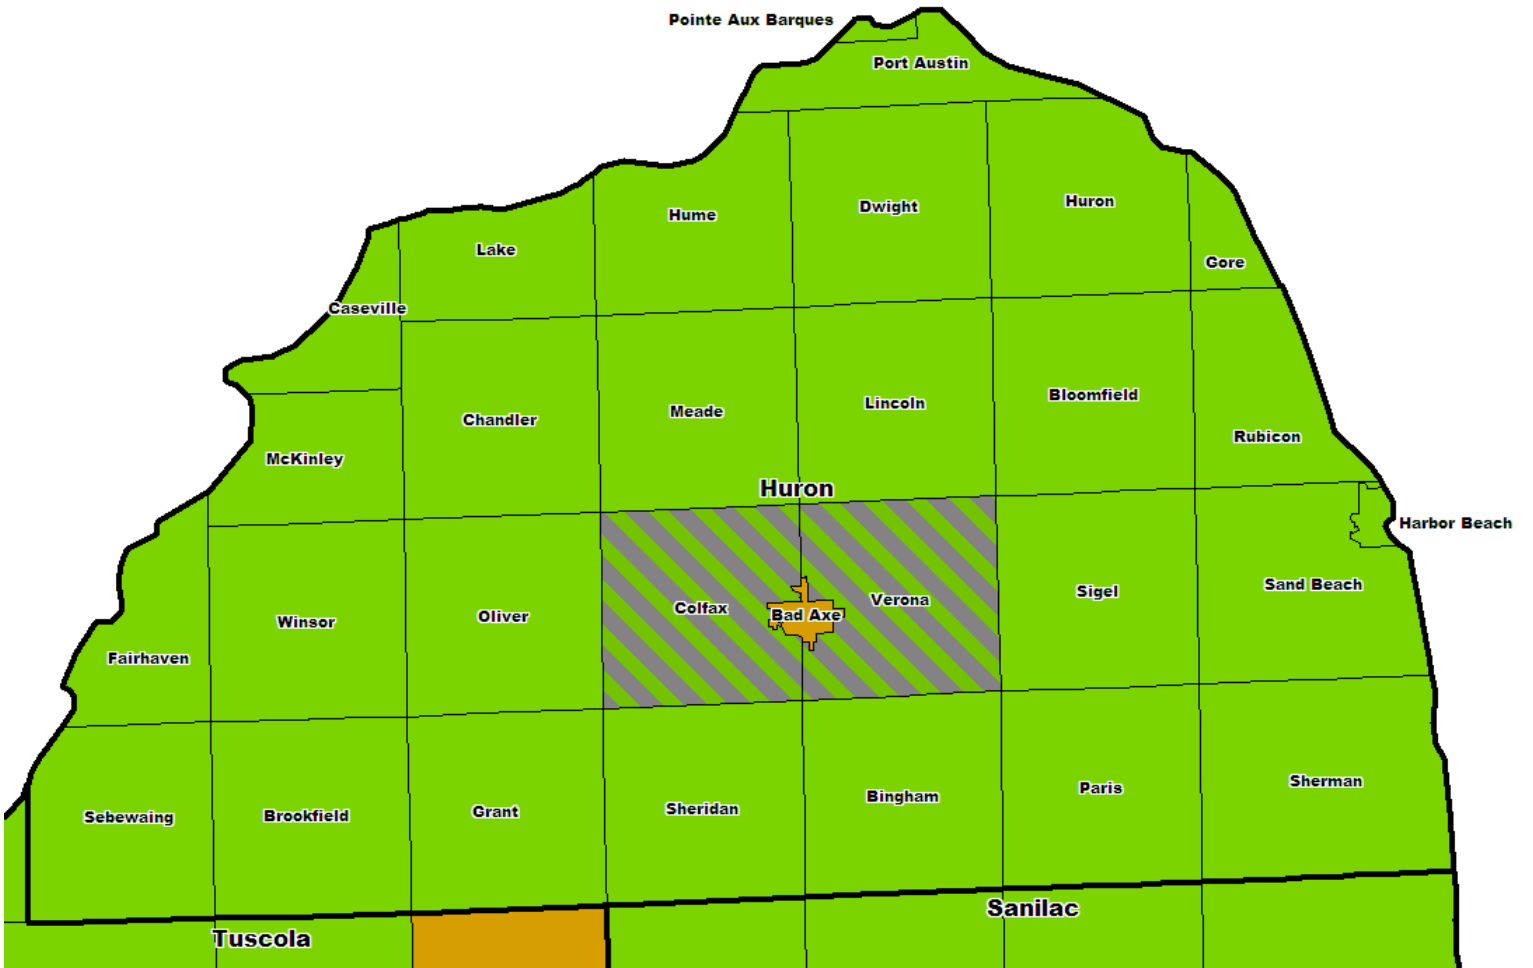 Pointe Aux Barques
Port Austin
Hume
Dwight
Huron
Lake
Gore
Caseville
Chandler
Meade
Lincoln
Bloomfield
Rubicon
McKinley
Huron
Harbor Beach
Winsor
Oliver
Colfax
Bad Axe
Verona
Sigel
Sand Beach
Fairhaven
Sebewaing
Brookfield
Grant
Sheridan
Bingham
Paris
Sherman
Tuscola
Sanilac